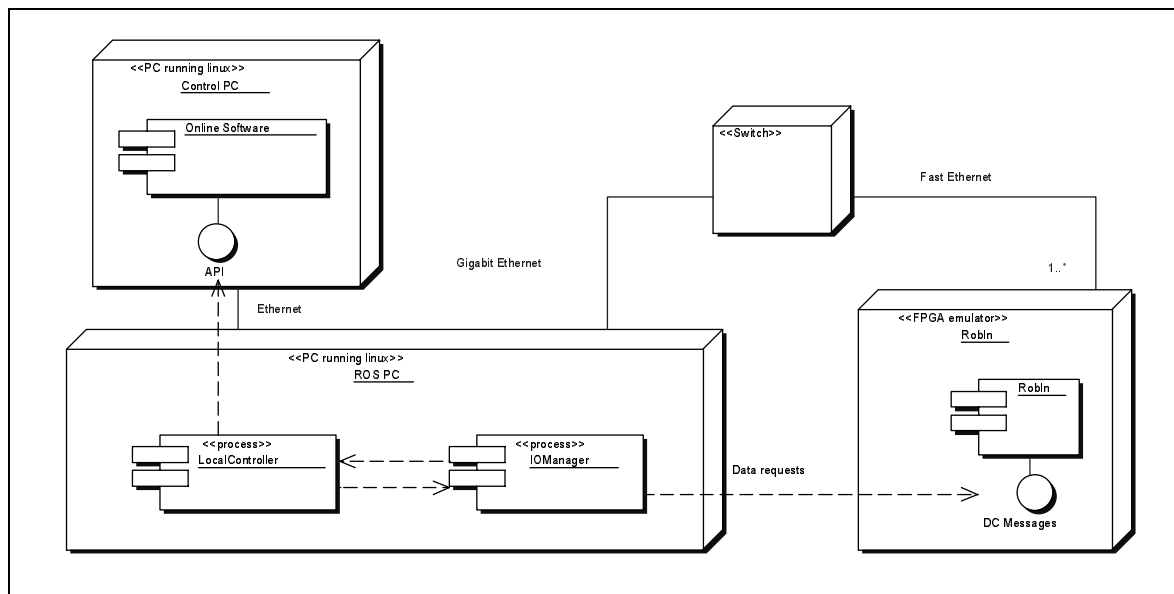 <<PC running linux>>
Control PC
Online Software
API
<<Switch>>
Fast Ethernet
Gigabit Ethernet
1..*
Ethernet
<<PC running linux>>
ROS PC
<<FPGA emulator>>
RobIn
RobIn
<<process>>
LocalController
<<process>>
IOManager
Data requests
DC Messages